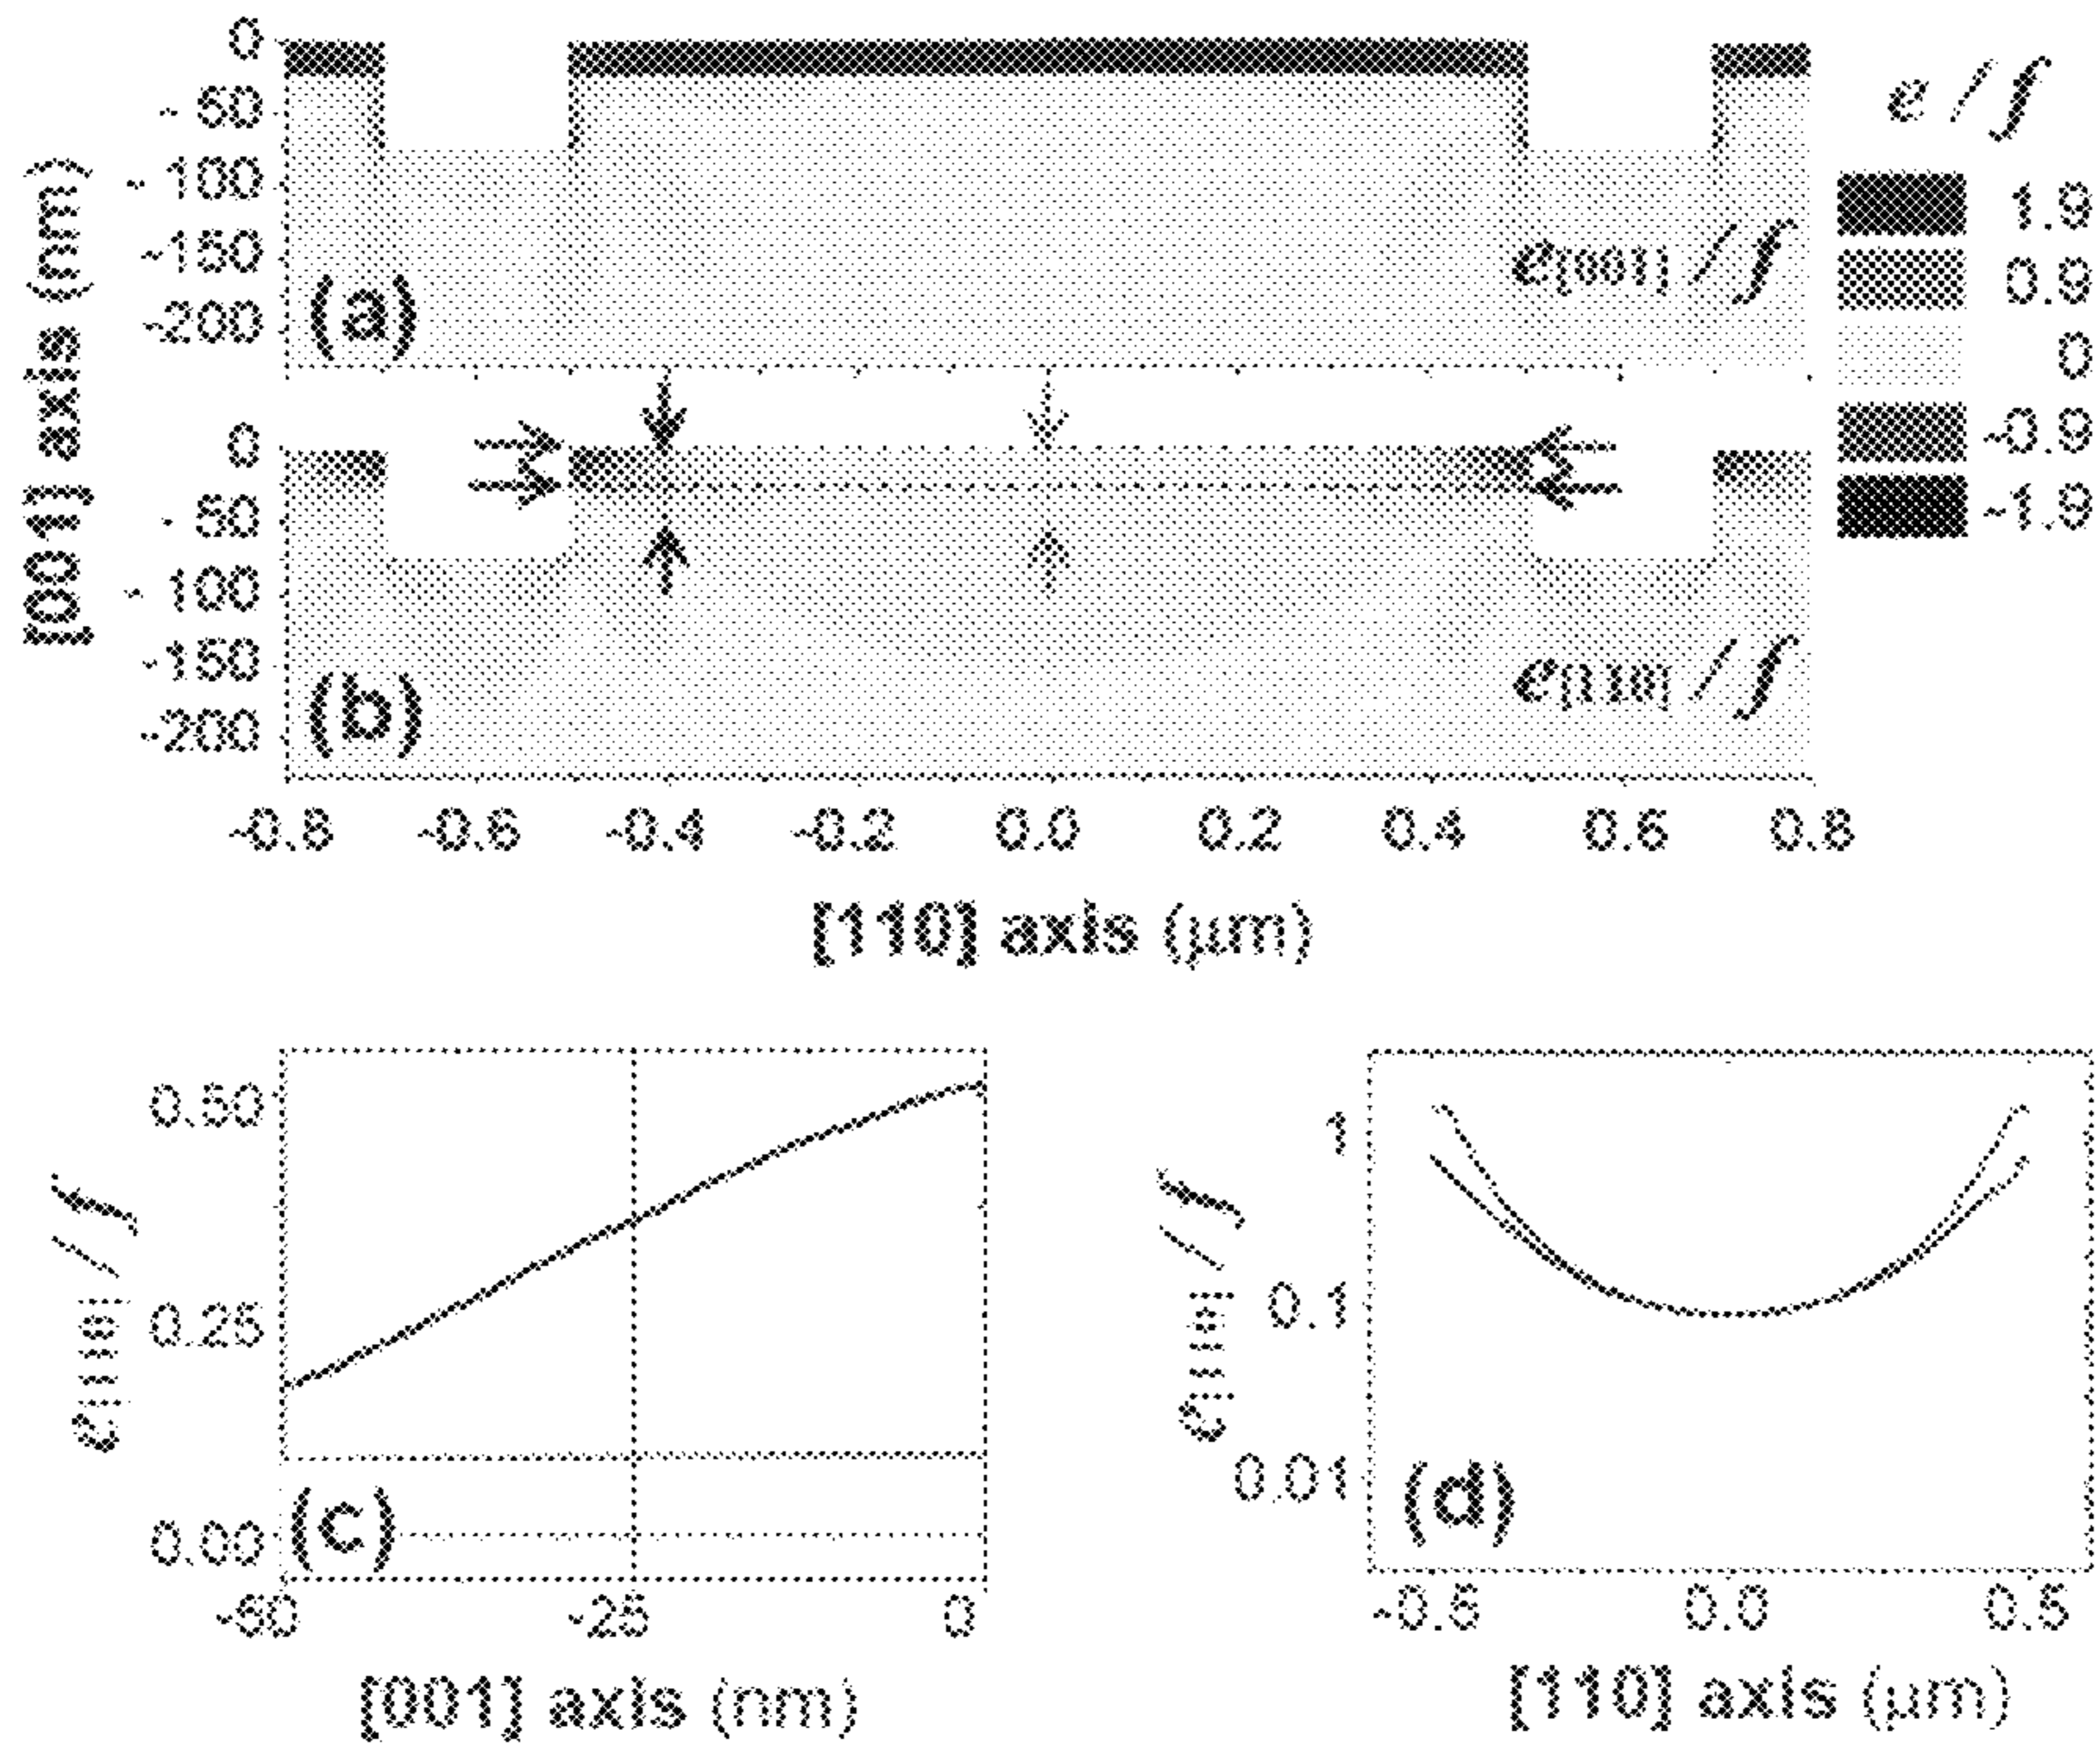 0
- 50
- 100
-150
-200
[001] axis (nm)
(a)
e[001] / f
e / f
1.9
0.9
0
-0.9
-1.9
0
- 50
- 100
-150
-200
(b)
e[110] / f
-0.8 -0.6 -0.4 -0.2 0.0 0.2 0.4 0.6 0.8
[110] axis (μm)
0.50
0.25
0.00
e[110] / f
(c)
-50 -25 0
[001] axis (nm)
1
0.1
0.01
e[110] / f
(d)
-0.5 0.0 0.5
[110] axis (μm)